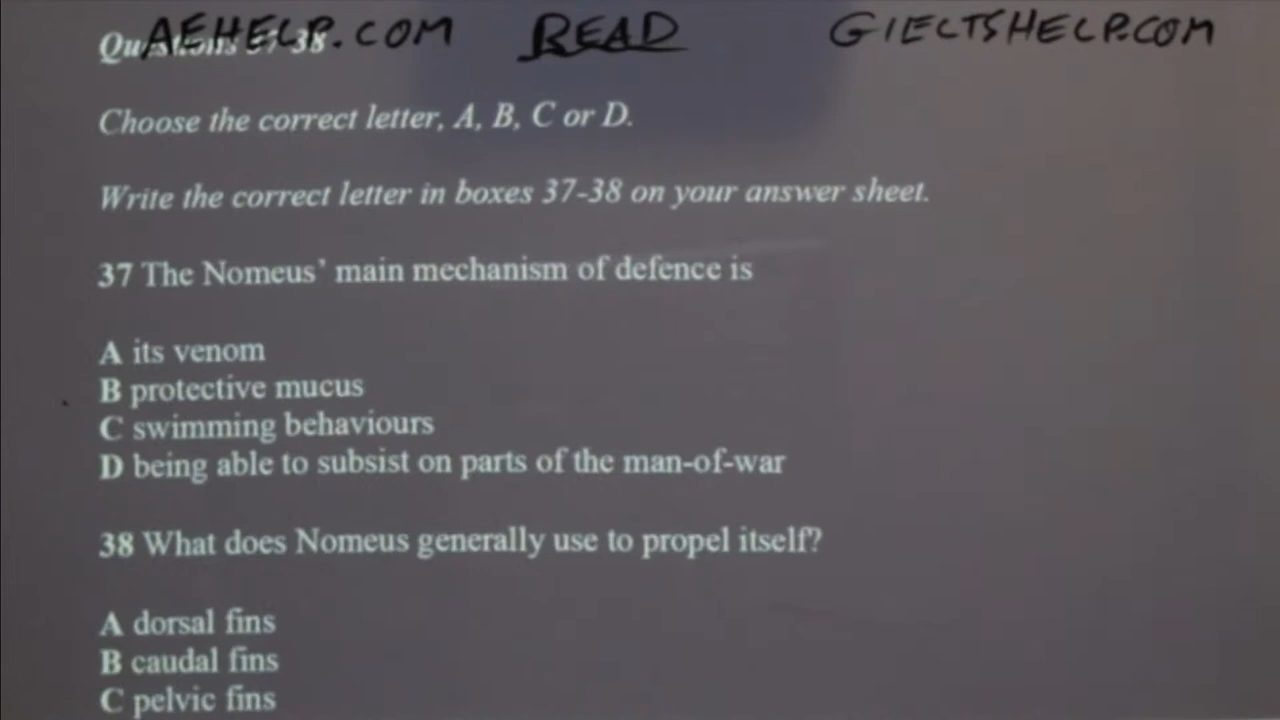 AEHELP.COM READ GIELTSHELP.COM
Questions 37-38
Choose the correct letter, A, B, C or D.
Write the correct letter in boxes 37-38 on your answer sheet.
37 The Nomeus' main mechanism of defence is
A its venom
B protective mucus
C swimming behaviours
D being able to subsist on parts of the man-of-war
38 What does Nomeus generally use to propel itself?
A dorsal fins
B caudal fins
C pelvic fins